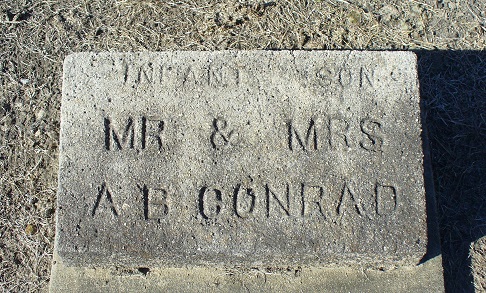 INFANT SON
MR & MRS
A B CONRAD